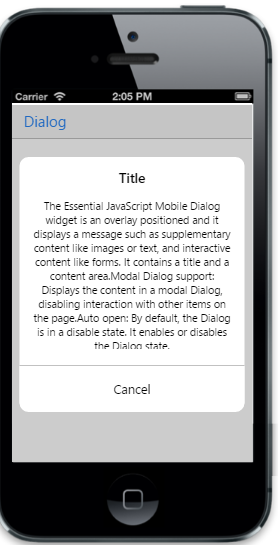 Carrier 2:05 PM
Dialog
Title
The Essential JavaScript Mobile Dialog
widget is an overlay positioned and it
displays a message such as supplementary
content like images or text, and interactive
content like forms. It contains a title and a
content area.Modal Dialog support:
Displays the content in a modal Dialog,
disabling interaction with other items on
the page.Auto open: By default, the Dialog
is in a disable state. It enables or disables
the Dialog state.
Cancel